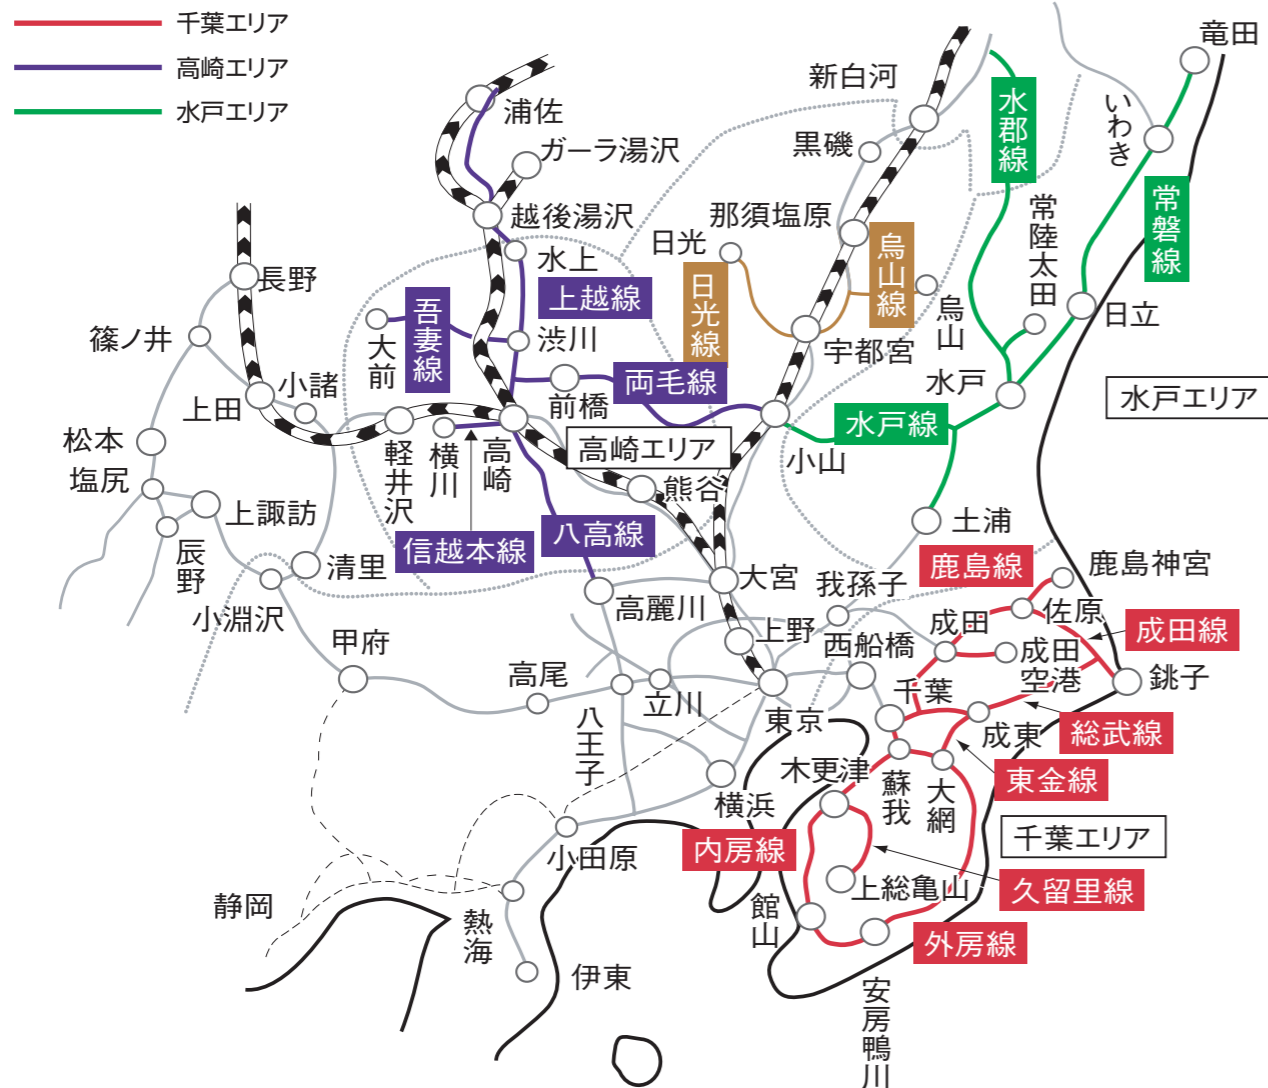 千葉エリア
高崎エリア
水戸エリア
竜田
新白河
浦佐
水郡線
いわき
ガーラ湯沢
黒磯
常磐線
那須塩原
常陸太田
越後湯沢
日光
烏山線
水上
長野
日光線
上越線
吾妻線
烏山
日立
篠ノ井
渋川
大前
宇都宮
小諸
両毛線
水戸
上田
前橋
水戸エリア
水戸線
松本
軽井沢
横川
高崎
高崎エリア
小山
塩尻
熊谷
上諏訪
土浦
八高線
信越本線
辰野
清里
鹿島線
鹿島神宮
大宮
我孫子
小淵沢
高麗川
佐原
成田線
甲府
上野
西船橋
成田
成田空港
高尾
立川
千葉
銚子
東京
成東
総武線
八王子
木更津
蘇我
大網
東金線
横浜
千葉エリア
小田原
内房線
上総亀山
久留里線
静岡
熱海
館山
外房線
伊東
安房鴨川